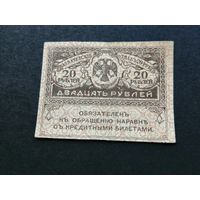 20 20
РУБЛЕЙ РУБЛЕЙ
ДВАДЦАТЬ РУБЛЕЙ
ОБЯЗАТЕЛЕНЪ
КЪ ОБРАЩЕНІЮ НАРАВНѢ
СЪ КРЕДИТНЫМИ БИЛЕТАМИ.